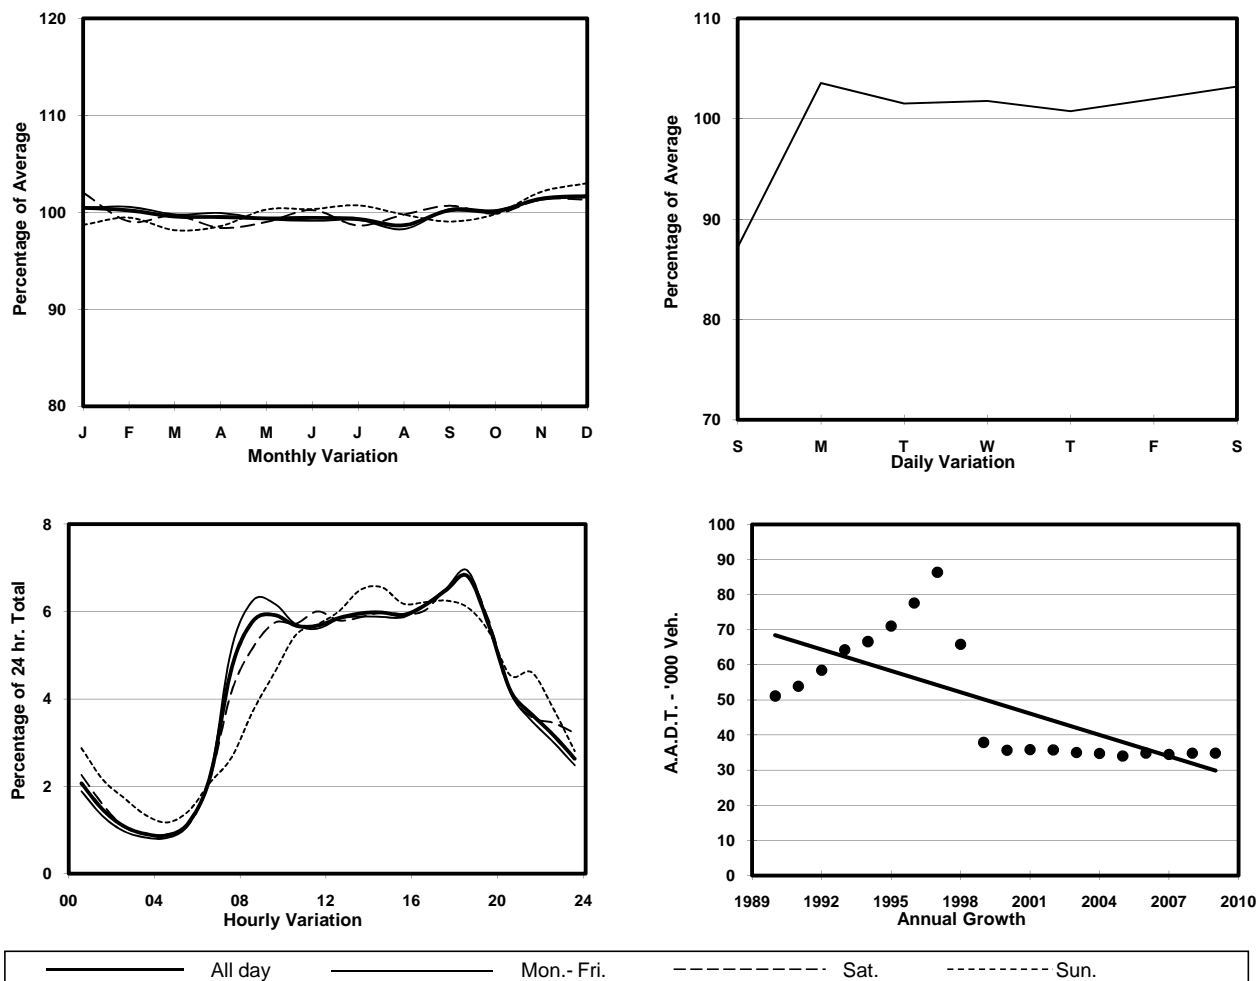 120
110
100
90
80
Percentage of Average
J F M A M J J A S O N D
Monthly Variation
110
100
90
80
70
Percentage of Average
S M T W T F S
Daily Variation
8
6
4
2
0
Percentage of 24 hr. Total
00 04 08 12 16 20 24
Hourly Variation
100
90
80
70
60
50
40
30
20
10
0
A.A.D.T. - '000 Veh.
1989 1992 1995 1998 2001 2004 2007 2010
Annual Growth
All day Mon.- Fri. Sat. Sun.